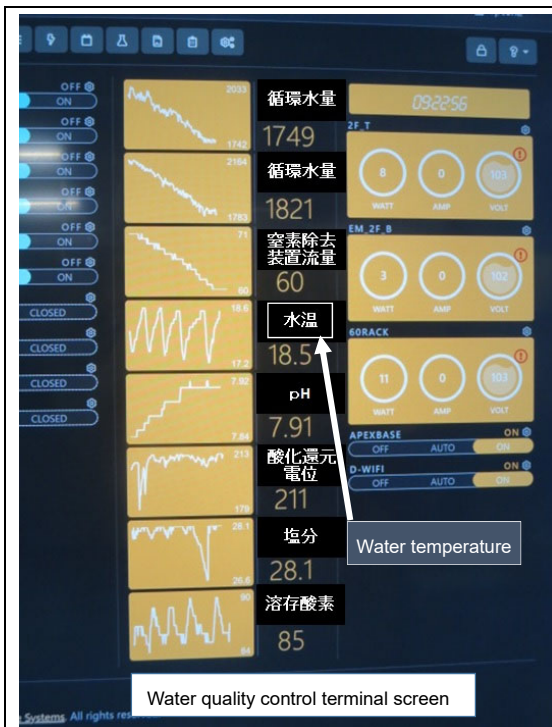 OFF
ON
OFF
ON
OFF
ON
OFF
ON
OFF
ON
CLOSED
CLOSED
CLOSED
CLOSED
2033
1742
循環水量
1749
2164
1783
循環水量
1821
71
60
窒素除去
装置流量
60
18.6
17.2
水温
18.5
7.92
7.84
pH
7.91
213
179
酸化還元
電位
211
28.1
26.6
塩分
28.1
90
64
溶存酸素
85
09:22:56
2F_T
8
0
103
WATT
AMP
VOLT
EM_2F_B
3
0
102
WATT
AMP
VOLT
60RACK
11
0
103
WATT
AMP
VOLT
APEXBASE
ON
OFF
AUTO
ON
D-WIFI
ON
OFF
AUTO
ON
Water temperature
Water quality control terminal screen
Systems. All rights